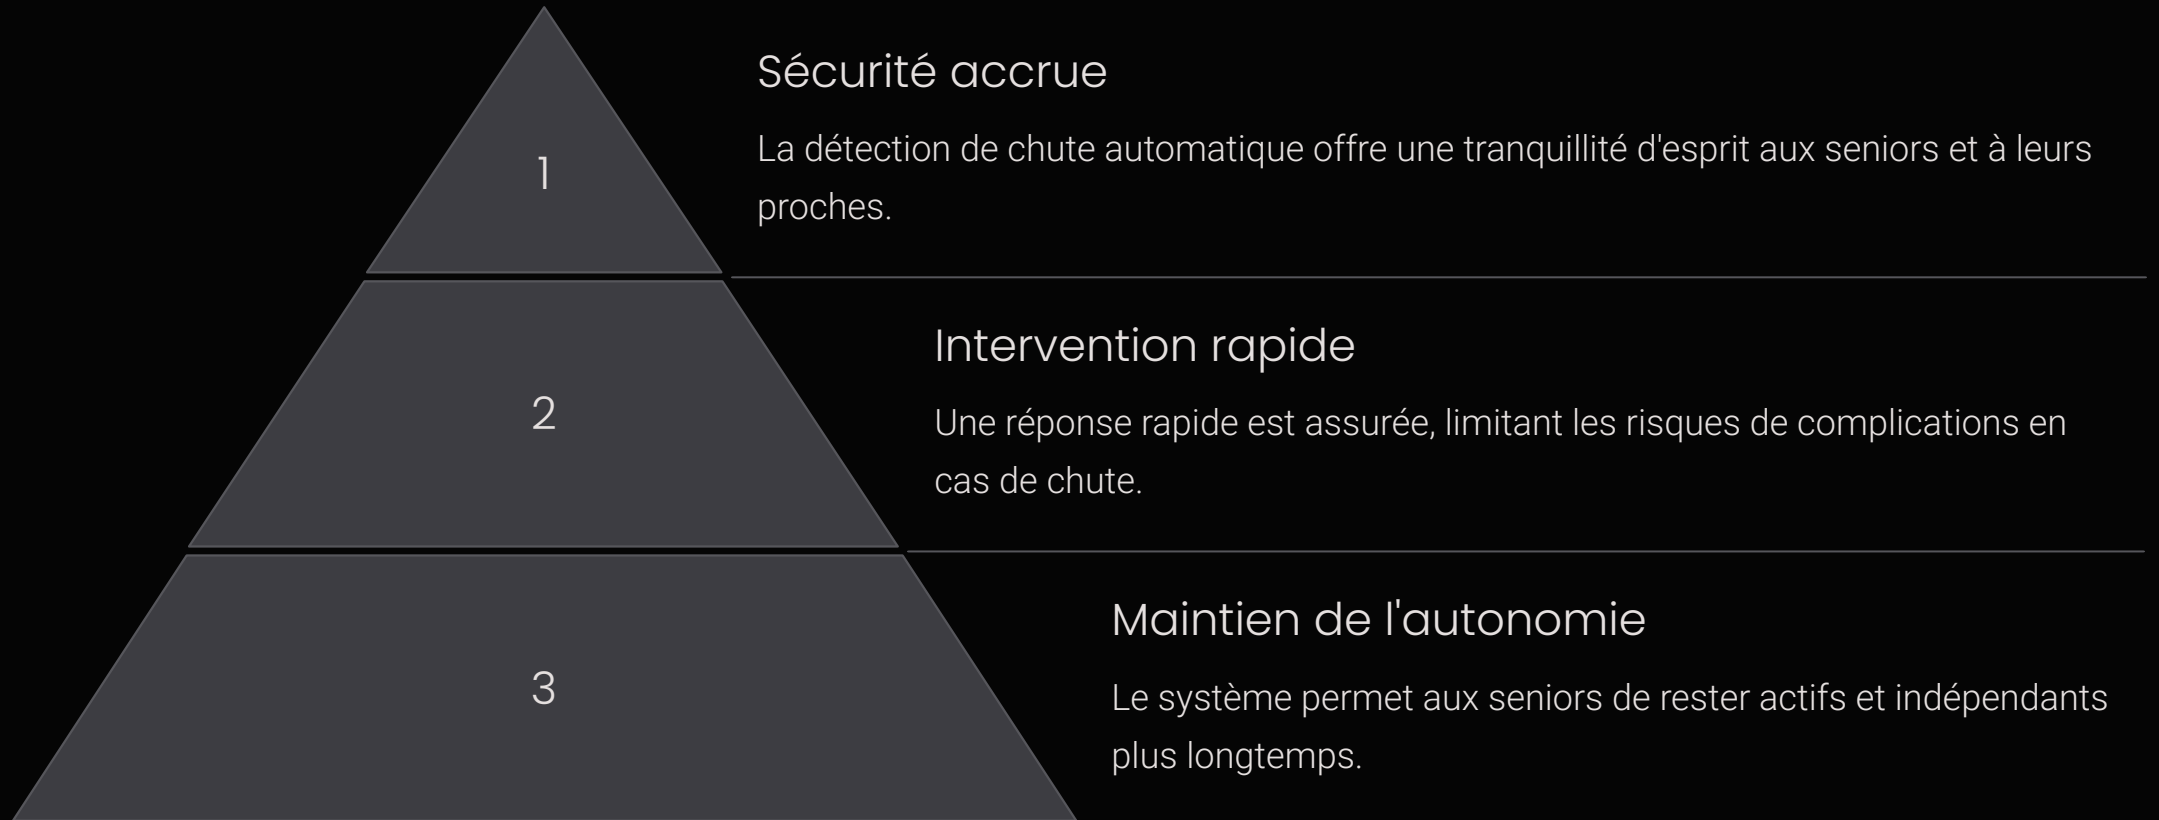 1
Sécurité accrue
La détection de chute automatique offre une tranquillité d'esprit aux seniors et à leurs
proches.
2
Intervention rapide
Une réponse rapide est assurée, limitant les risques de complications en
cas de chute.
3
Maintien de l'autonomie
Le système permet aux seniors de rester actifs et indépendants
plus longtemps.